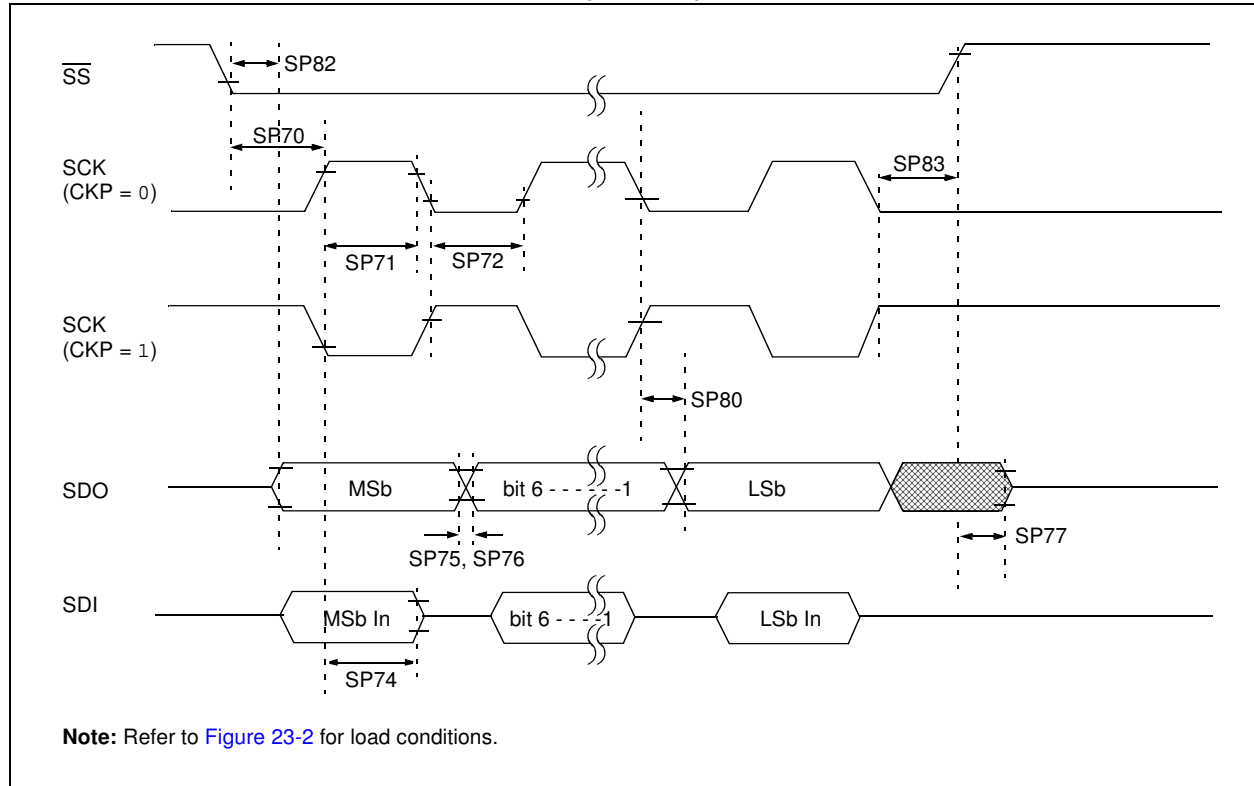 SS
SP82
SP70
SCK
(CKP = 0)
SP83
SP71
SP72
SCK
(CKP = 1)
SP80
SDO
MSb
bit 6 - - - - - -1
LSb
SP77
SP75, SP76
SDI
MSb In
bit 6 - - - -1
LSb In
SP74
Note: Refer to Figure 23-2 for load conditions.